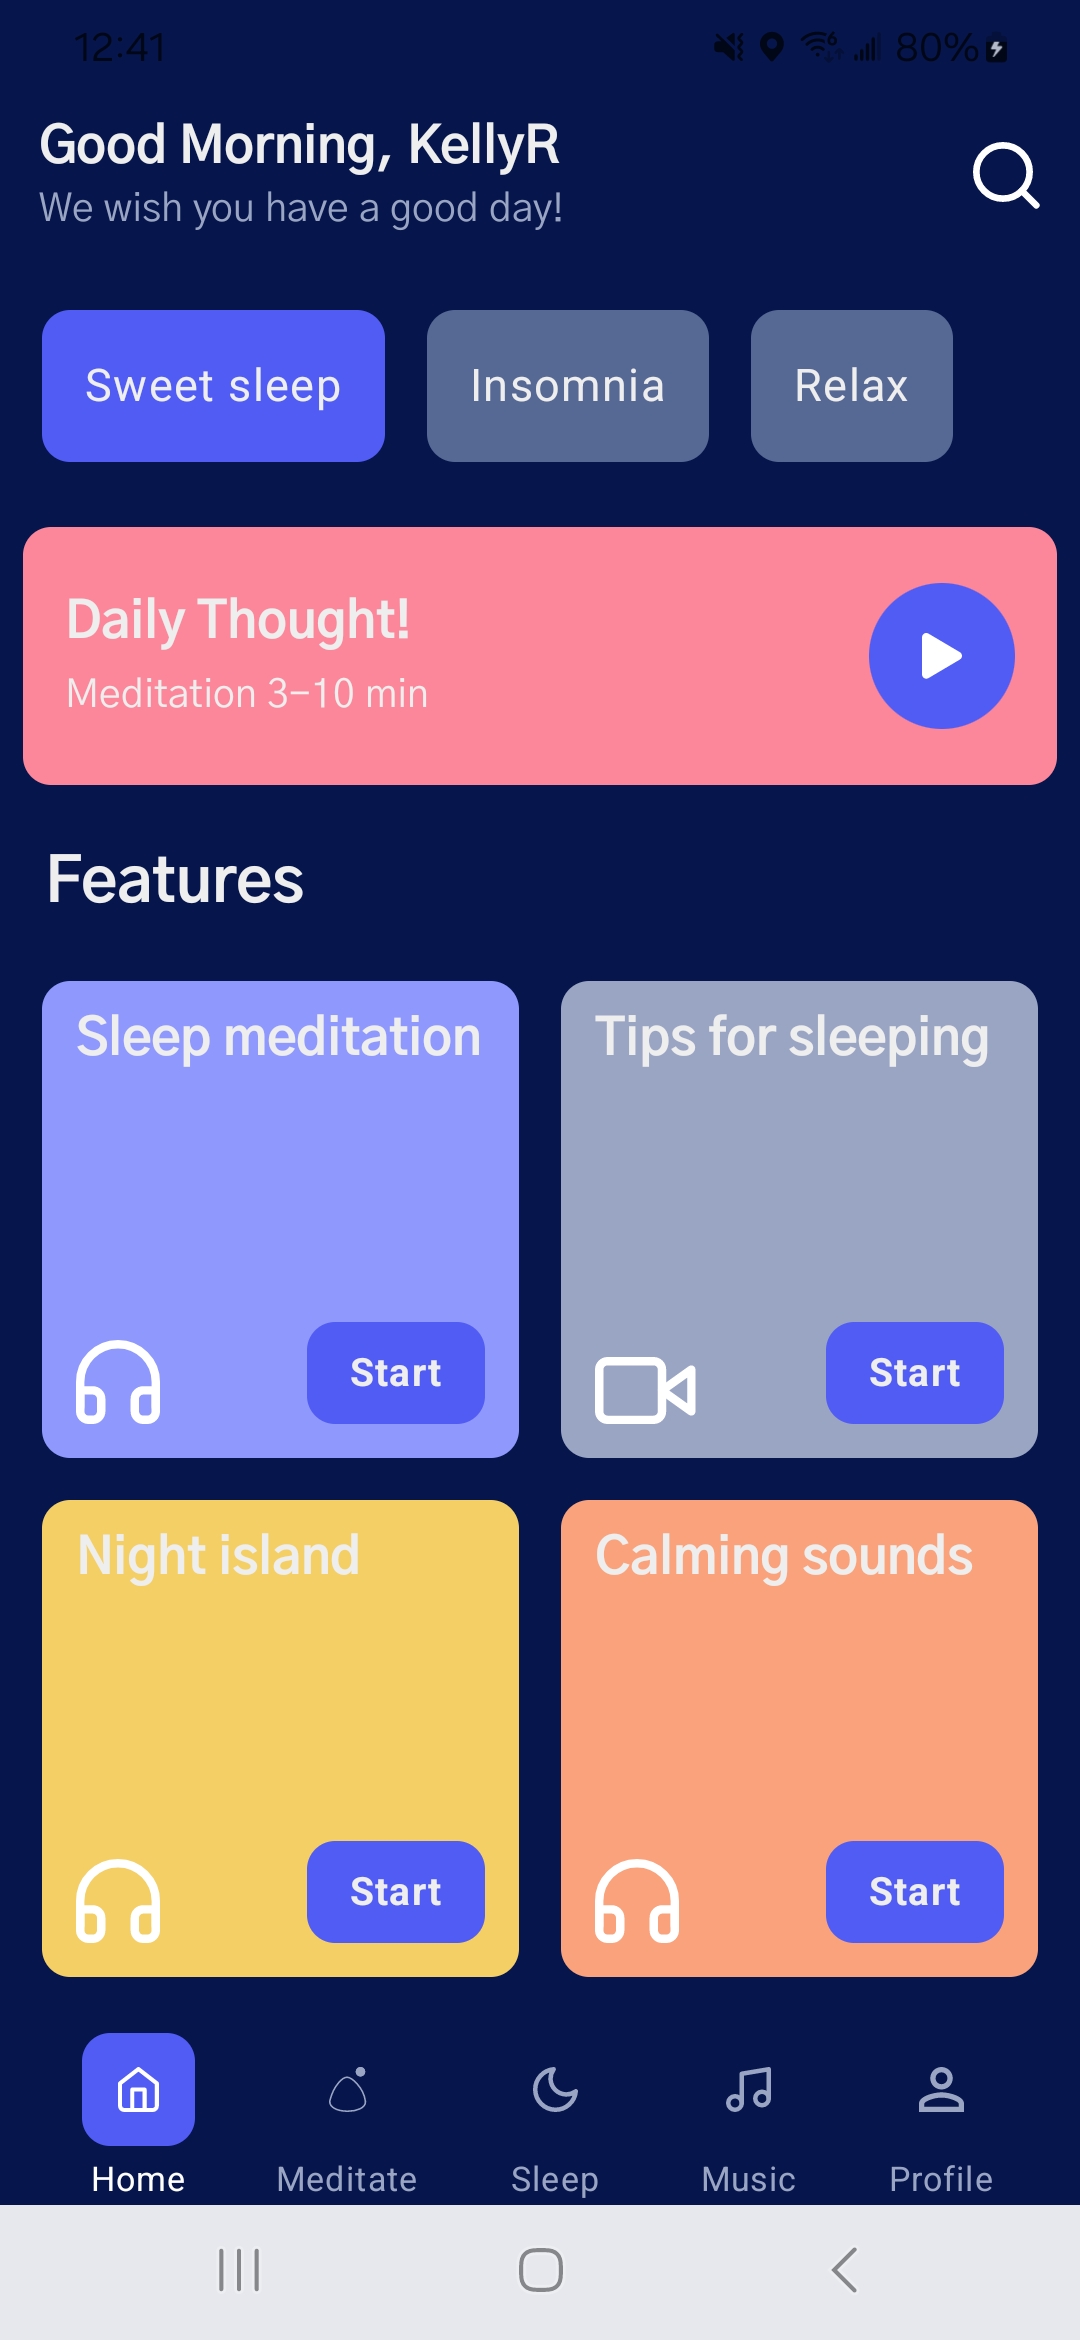 12:41
80%
Good Morning, KellyR
We wish you have a good day!
Sweet sleep
Insomnia
Relax
Daily Thought!
Meditation 3-10 min
Features
Sleep meditation
Start
Tips for sleeping
Start
Night island
Start
Calming sounds
Start
Home
Meditate
Sleep
Music
Profile